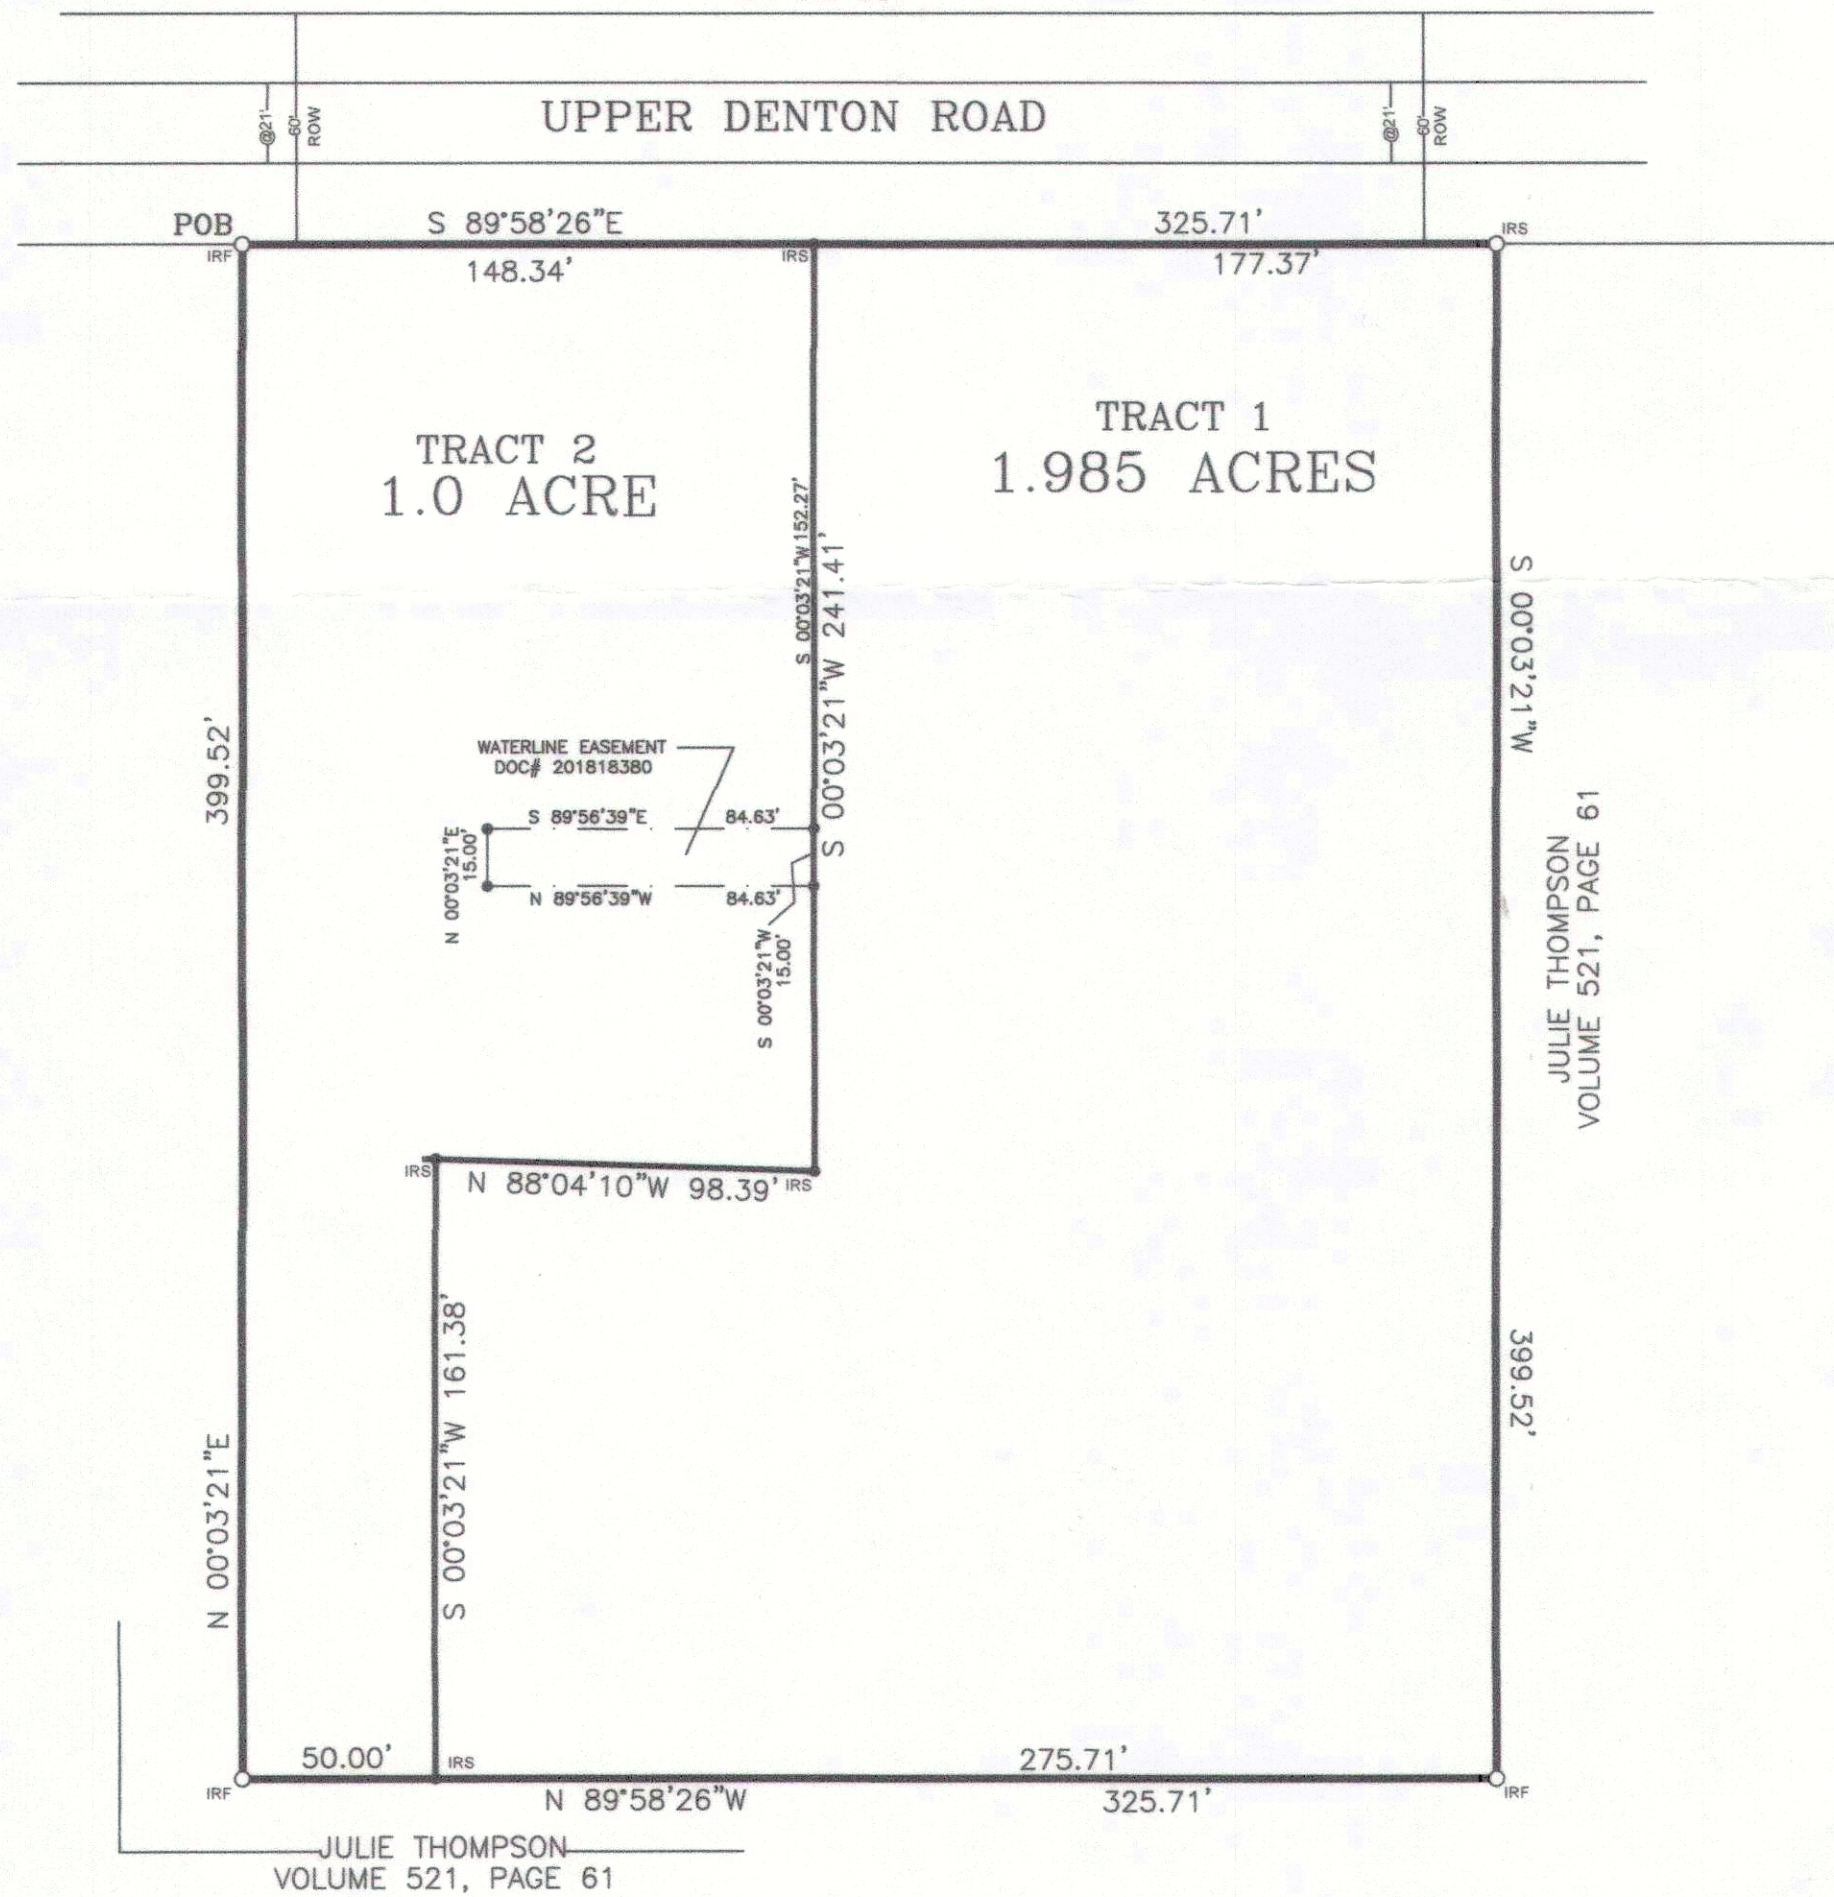 @21'
60'
ROW
UPPER DENTON ROAD
@21'
60'
ROW
POB
S 89°58'26"E
325.71'
IRS
IRF
148.34'
IRS
177.37'
TRACT 2
1.0 ACRE
TRACT 1
1.985 ACRES
S 00°03'21"W 152.27'
S 00°03'21"W 241.41'
S 00°03'21"W
399.52'
WATERLINE EASEMENT
DOC# 201818380
S 89°56'39"E 84.63'
N 00°03'21"E
15.00'
N 89°56'39"W 84.63'
S 00°03'21"W
15.00'
JULIE THOMPSON
VOLUME 521, PAGE 61
IRS
N 88°04'10"W 98.39'
IRS
S 00°03'21"W 161.38'
399.52'
N 00°03'21"E
50.00'
IRS
275.71'
IRF
N 89°58'26"W
325.71'
IRF
JULIE THOMPSON
VOLUME 521, PAGE 61